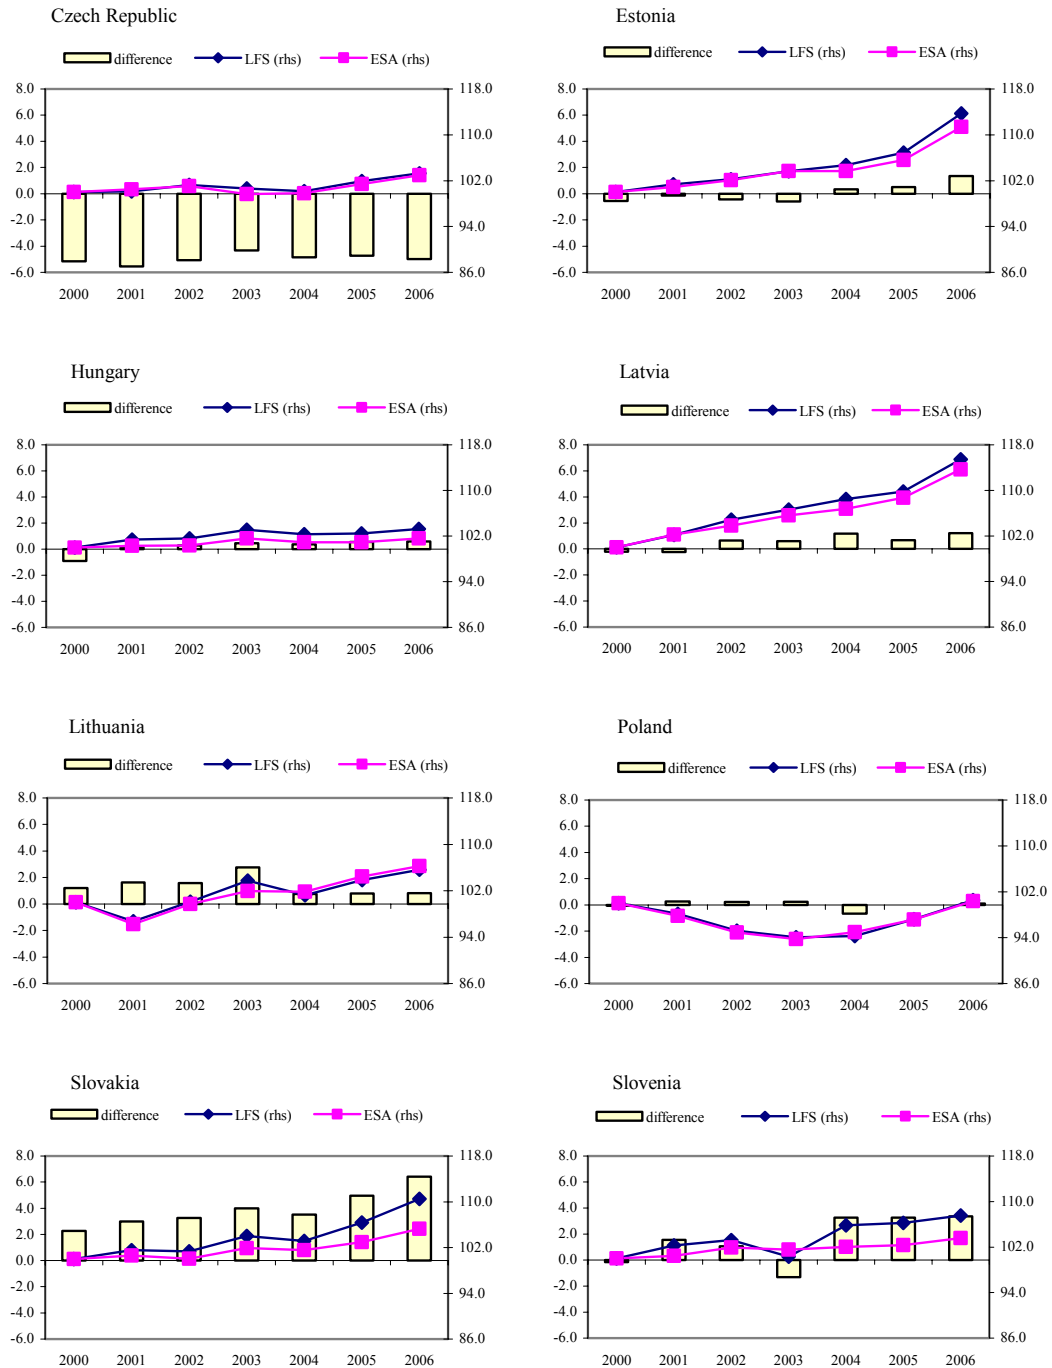 Czech Republic
Estonia
difference LFS (rhs) ESA (rhs)
difference LFS (rhs) ESA (rhs)
8.0 118.0 8.0 118.0
6.0 6.0
4.0 110.0 4.0 110.0
2.0 102.0 2.0 102.0
0.0 0.0
-2.0 94.0 -2.0 94.0
-4.0 -4.0
-6.0 86.0 -6.0 86.0
2000 2001 2002 2003 2004 2005 2006
2000 2001 2002 2003 2004 2005 2006
Hungary
Latvia
difference LFS (rhs) ESA (rhs)
difference LFS (rhs) ESA (rhs)
8.0 118.0 8.0 118.0
6.0 6.0
4.0 110.0 4.0 110.0
2.0 102.0 2.0 102.0
0.0 0.0
-2.0 94.0 -2.0 94.0
-4.0 -4.0
-6.0 86.0 -6.0 86.0
2000 2001 2002 2003 2004 2005 2006
2000 2001 2002 2003 2004 2005 2006
Lithuania
Poland
difference LFS (rhs) ESA (rhs)
difference LFS (rhs) ESA (rhs)
8.0 118.0 8.0 118.0
6.0 6.0
4.0 110.0 4.0 110.0
2.0 102.0 2.0 102.0
0.0 0.0
-2.0 94.0 -2.0 94.0
-4.0 -4.0
-6.0 86.0 -6.0 86.0
2000 2001 2002 2003 2004 2005 2006
2000 2001 2002 2003 2004 2005 2006
Slovakia
Slovenia
difference LFS (rhs) ESA (rhs)
difference LFS (rhs) ESA (rhs)
8.0 118.0 8.0 118.0
6.0 6.0
4.0 110.0 4.0 110.0
2.0 102.0 2.0 102.0
0.0 0.0
-2.0 94.0 -2.0 94.0
-4.0 -4.0
-6.0 86.0 -6.0 86.0
2000 2001 2002 2003 2004 2005 2006
2000 2001 2002 2003 2004 2005 2006